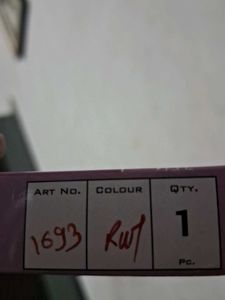 ART NO. COLOUR QTY.
1693 RWT 1
Pc.